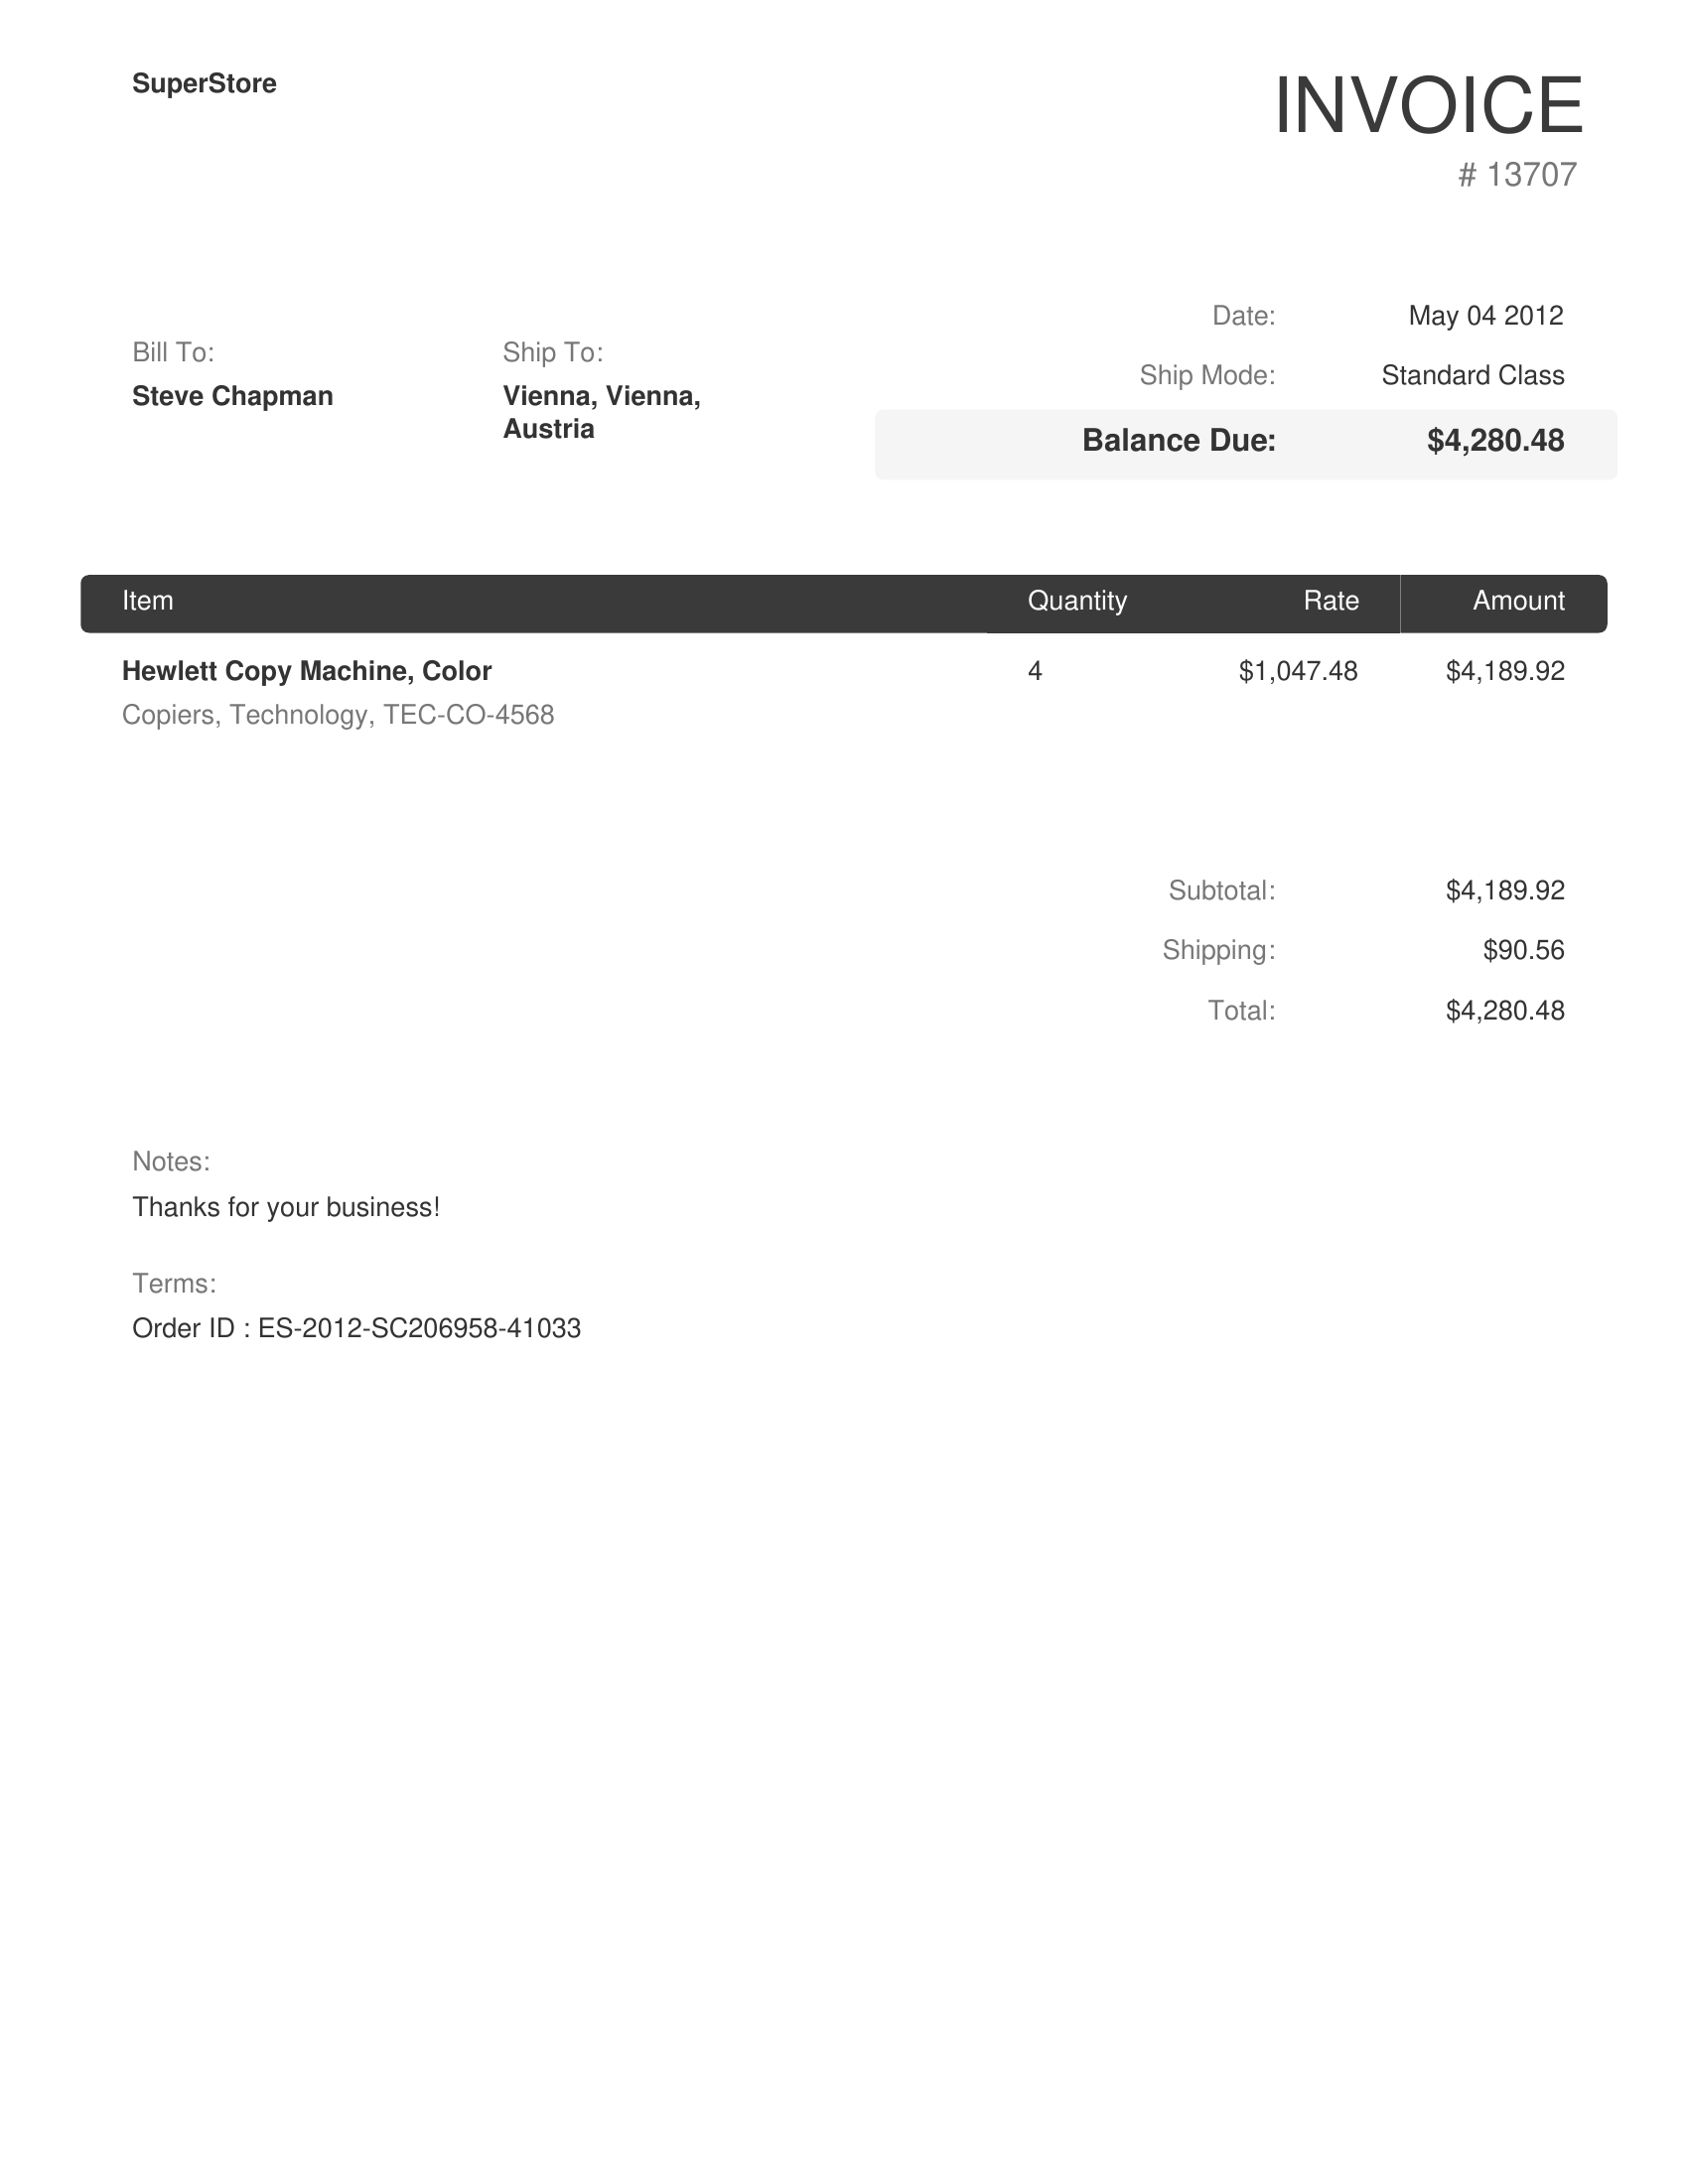 SuperStore
INVOICE
# 13707
Date: May 04 2012
Ship Mode: Standard Class
Balance Due: $4,280.48
Bill To:
Steve Chapman
Ship To:
Vienna, Vienna,
Austria
Item Quantity Rate Amount
Hewlett Copy Machine, Color 4 $1,047.48 $4,189.92
Copiers, Technology, TEC-CO-4568
Subtotal: $4,189.92
Shipping: $90.56
Total: $4,280.48
Notes:
Thanks for your business!
Terms:
Order ID : ES-2012-SC206958-41033